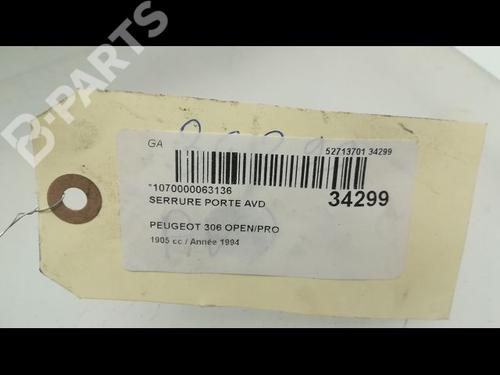 B-PARTS
GA
52713701 34299
*1070000063136
SERRURE PORTE AVD
34299
PEUGEOT 306 OPEN/PRO
1905 cc / Année 1994